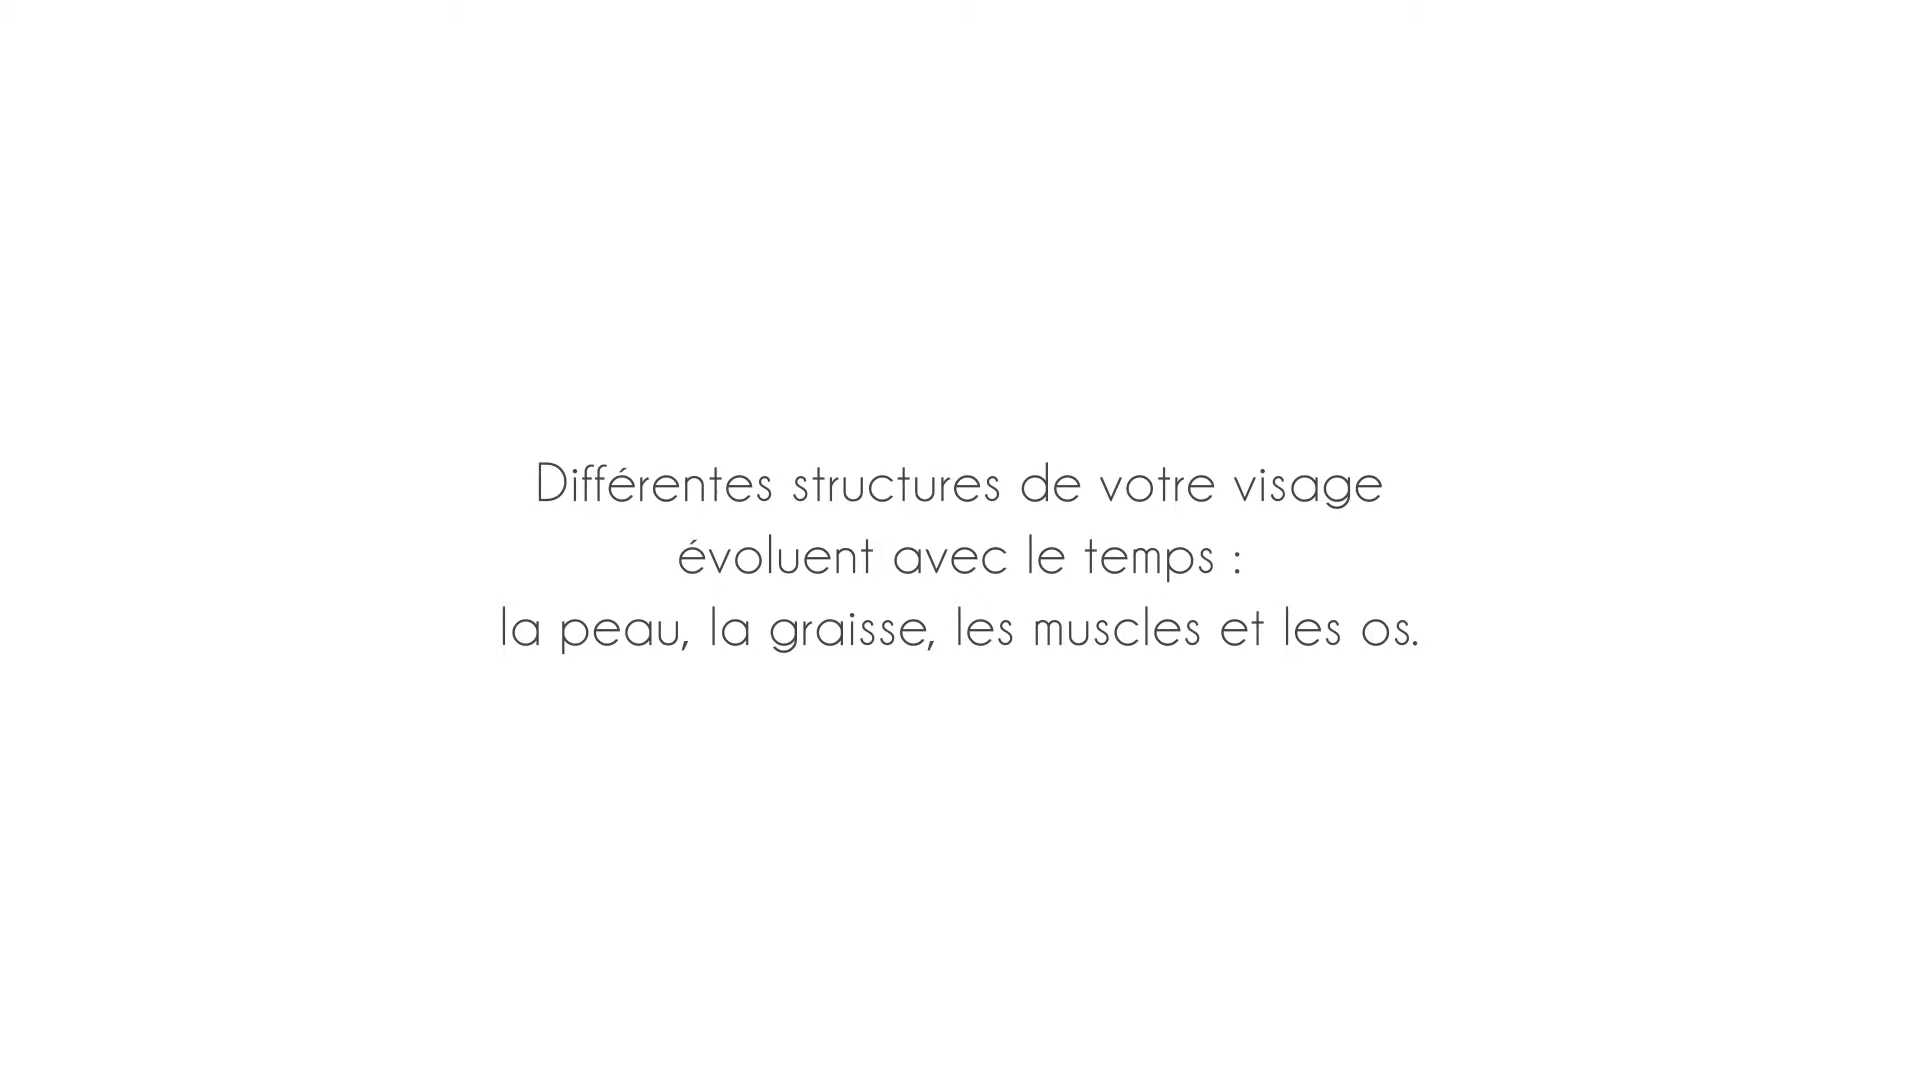 Différentes structures de votre visage
évoluent avec le temps :
la peau, la graisse, les muscles et les os.